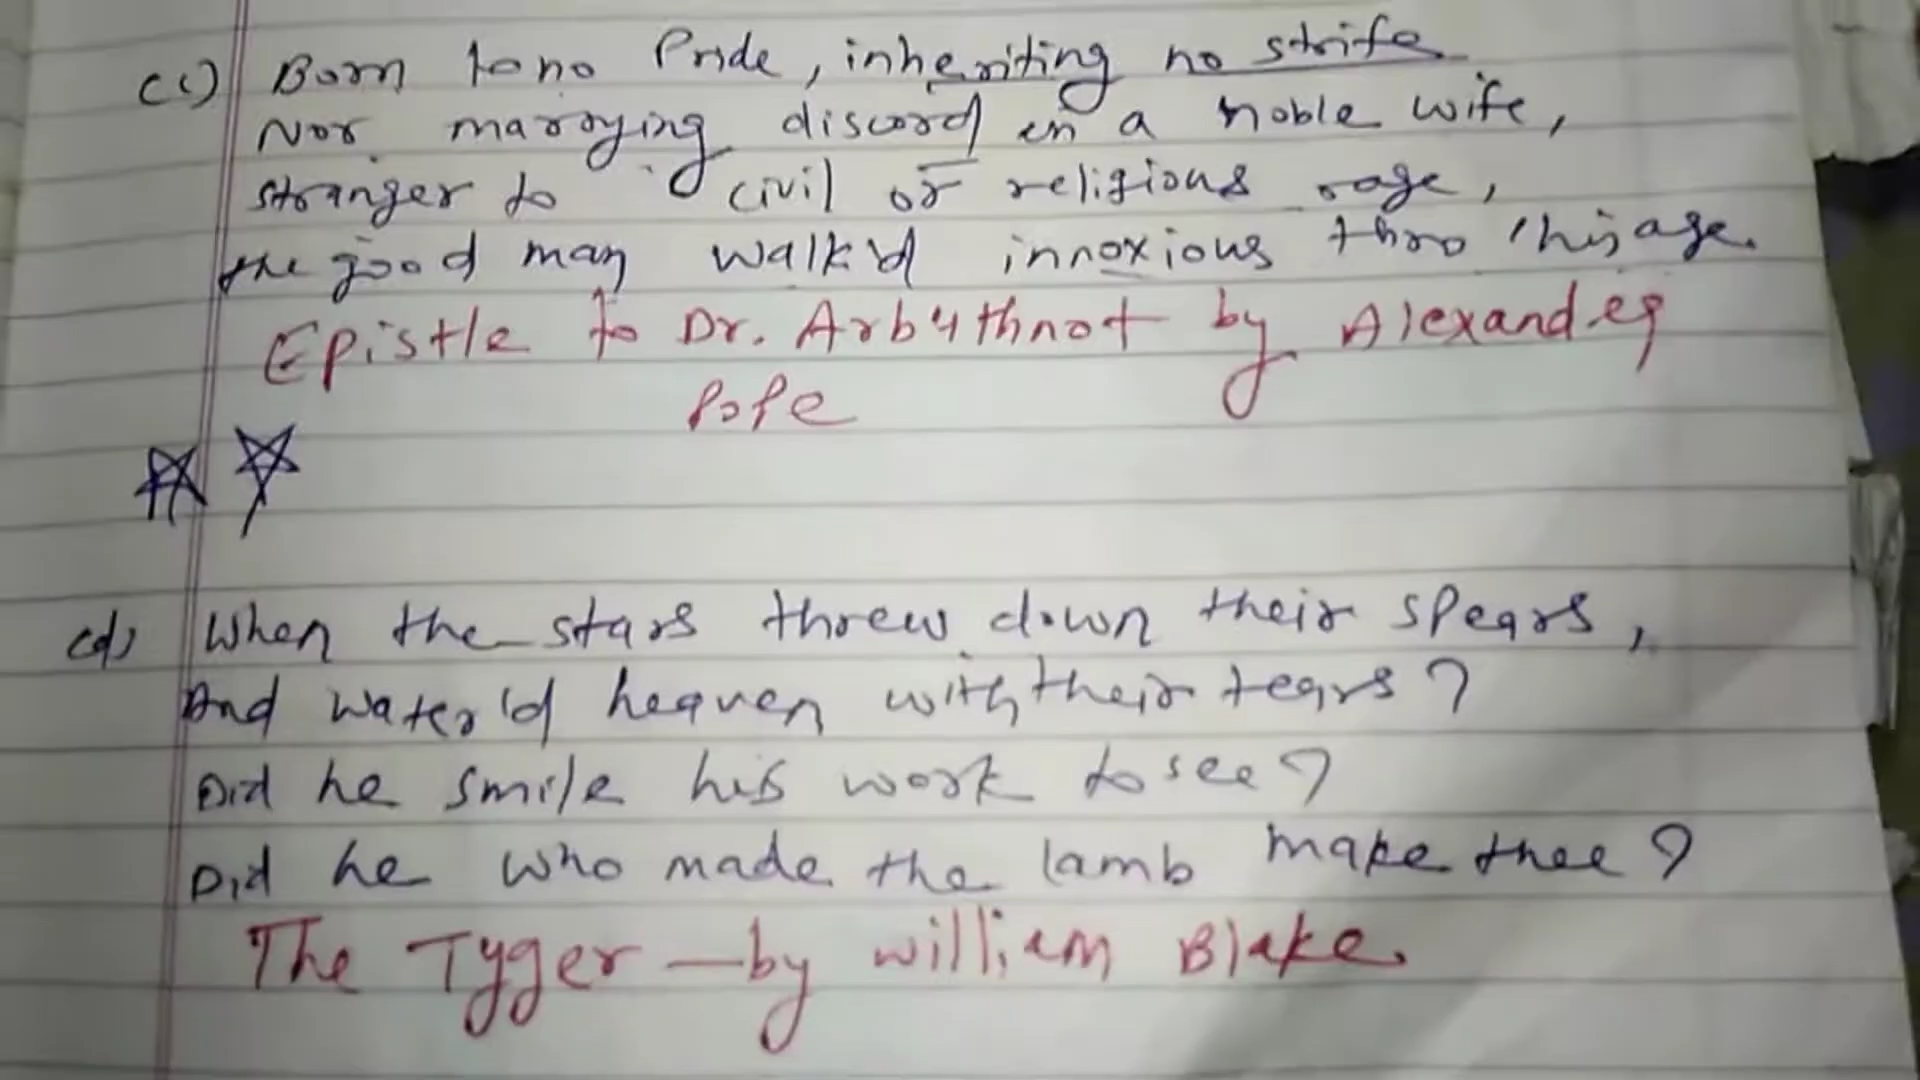 (c) Born to no Pride, inheriting no strife
Nor marrying discord in a noble wife,
stranger to civil or religious rage,
the good man walk'd innoxious thro his age.
Epistle to Dr. Arbuthnot by Alexander
Pope
(d) When the stars threw down their spears,
And water'd heaven with their tears?
Did he smile his work to see?
Did he who made the lamb make thee?
The Tyger — by william Blake.